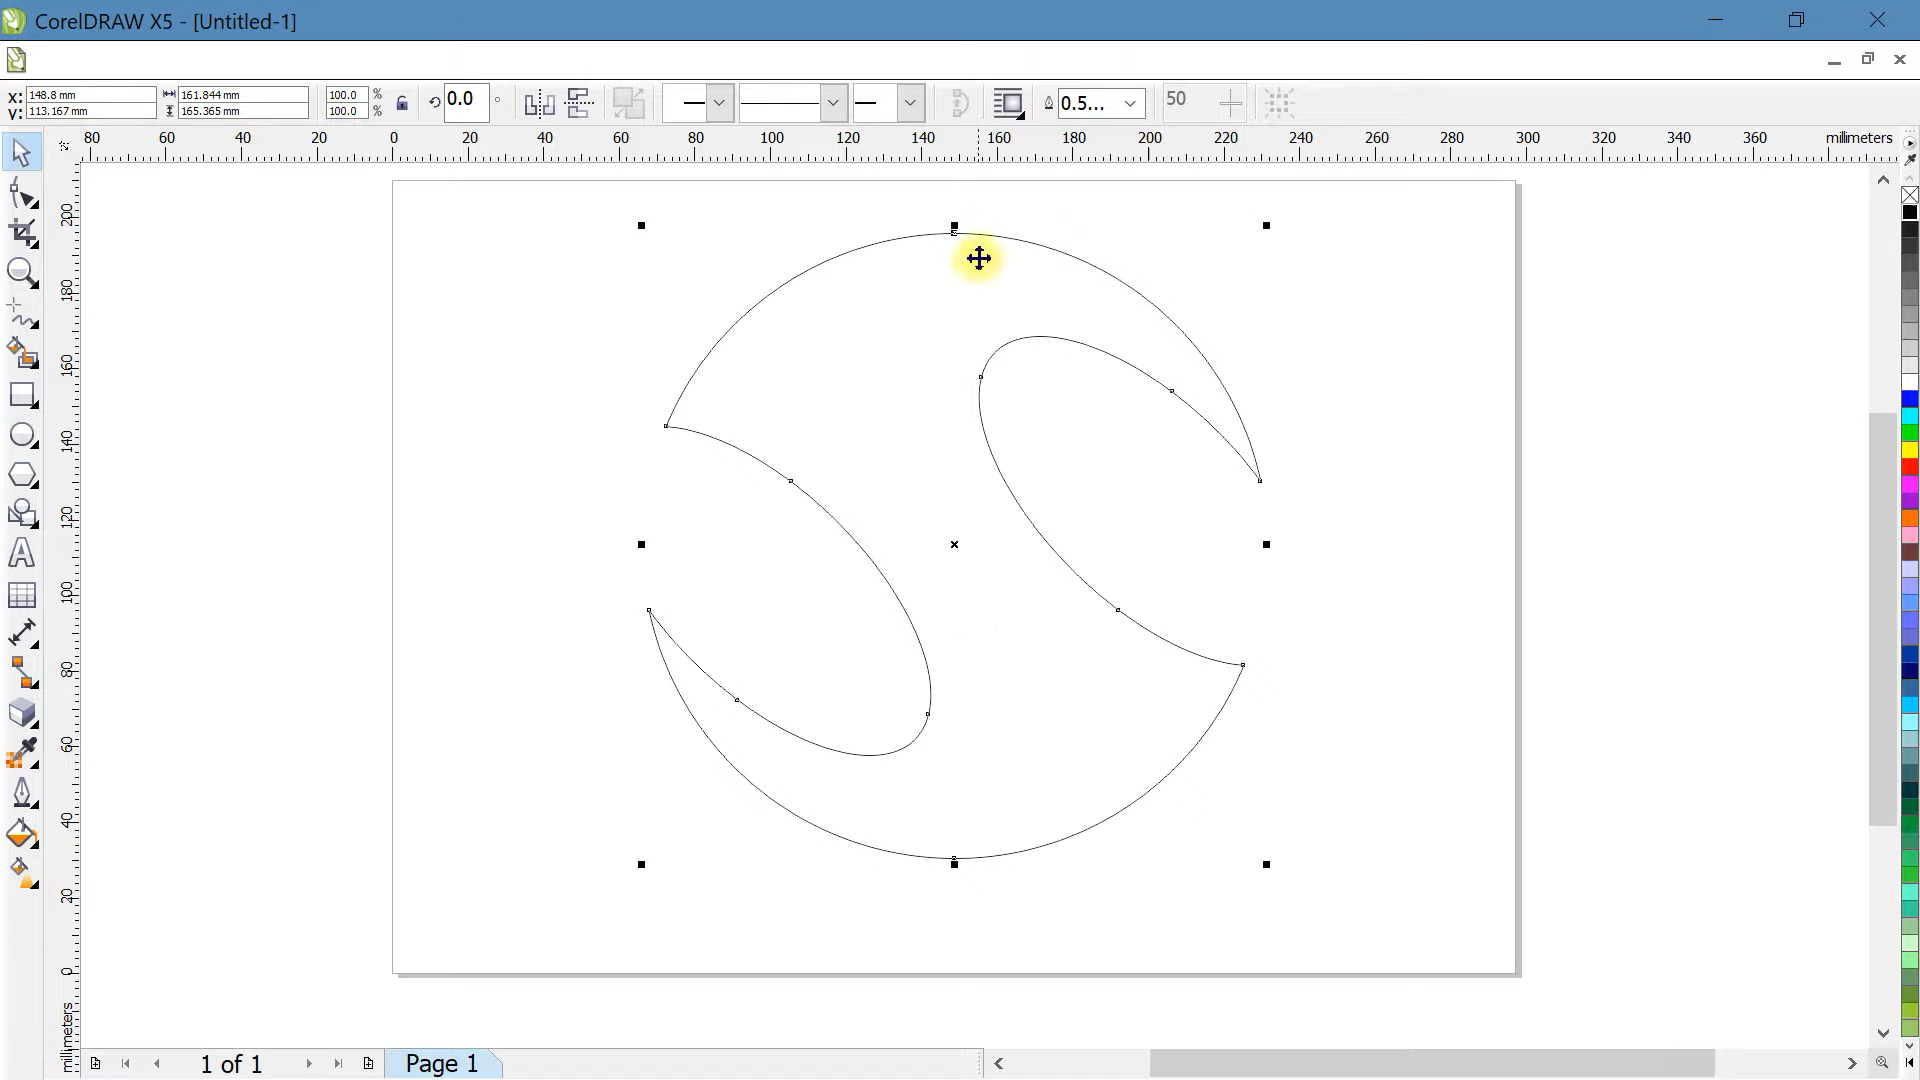 CorelDRAW X5 - [Untitled-1]
x: 148.8 mm 161.844 mm 100.0 % 0.0 ° 0.5... 50
y: 113.167 mm 165.365 mm 100.0 %
80 60 40 20 0 20 40 60 80 100 120 140 160 180 200 220 240 260 280 300 320 340 360 millimeters
200
180
160
140
120
100
80
60
40
20
0
millimeters
1 of 1 Page 1